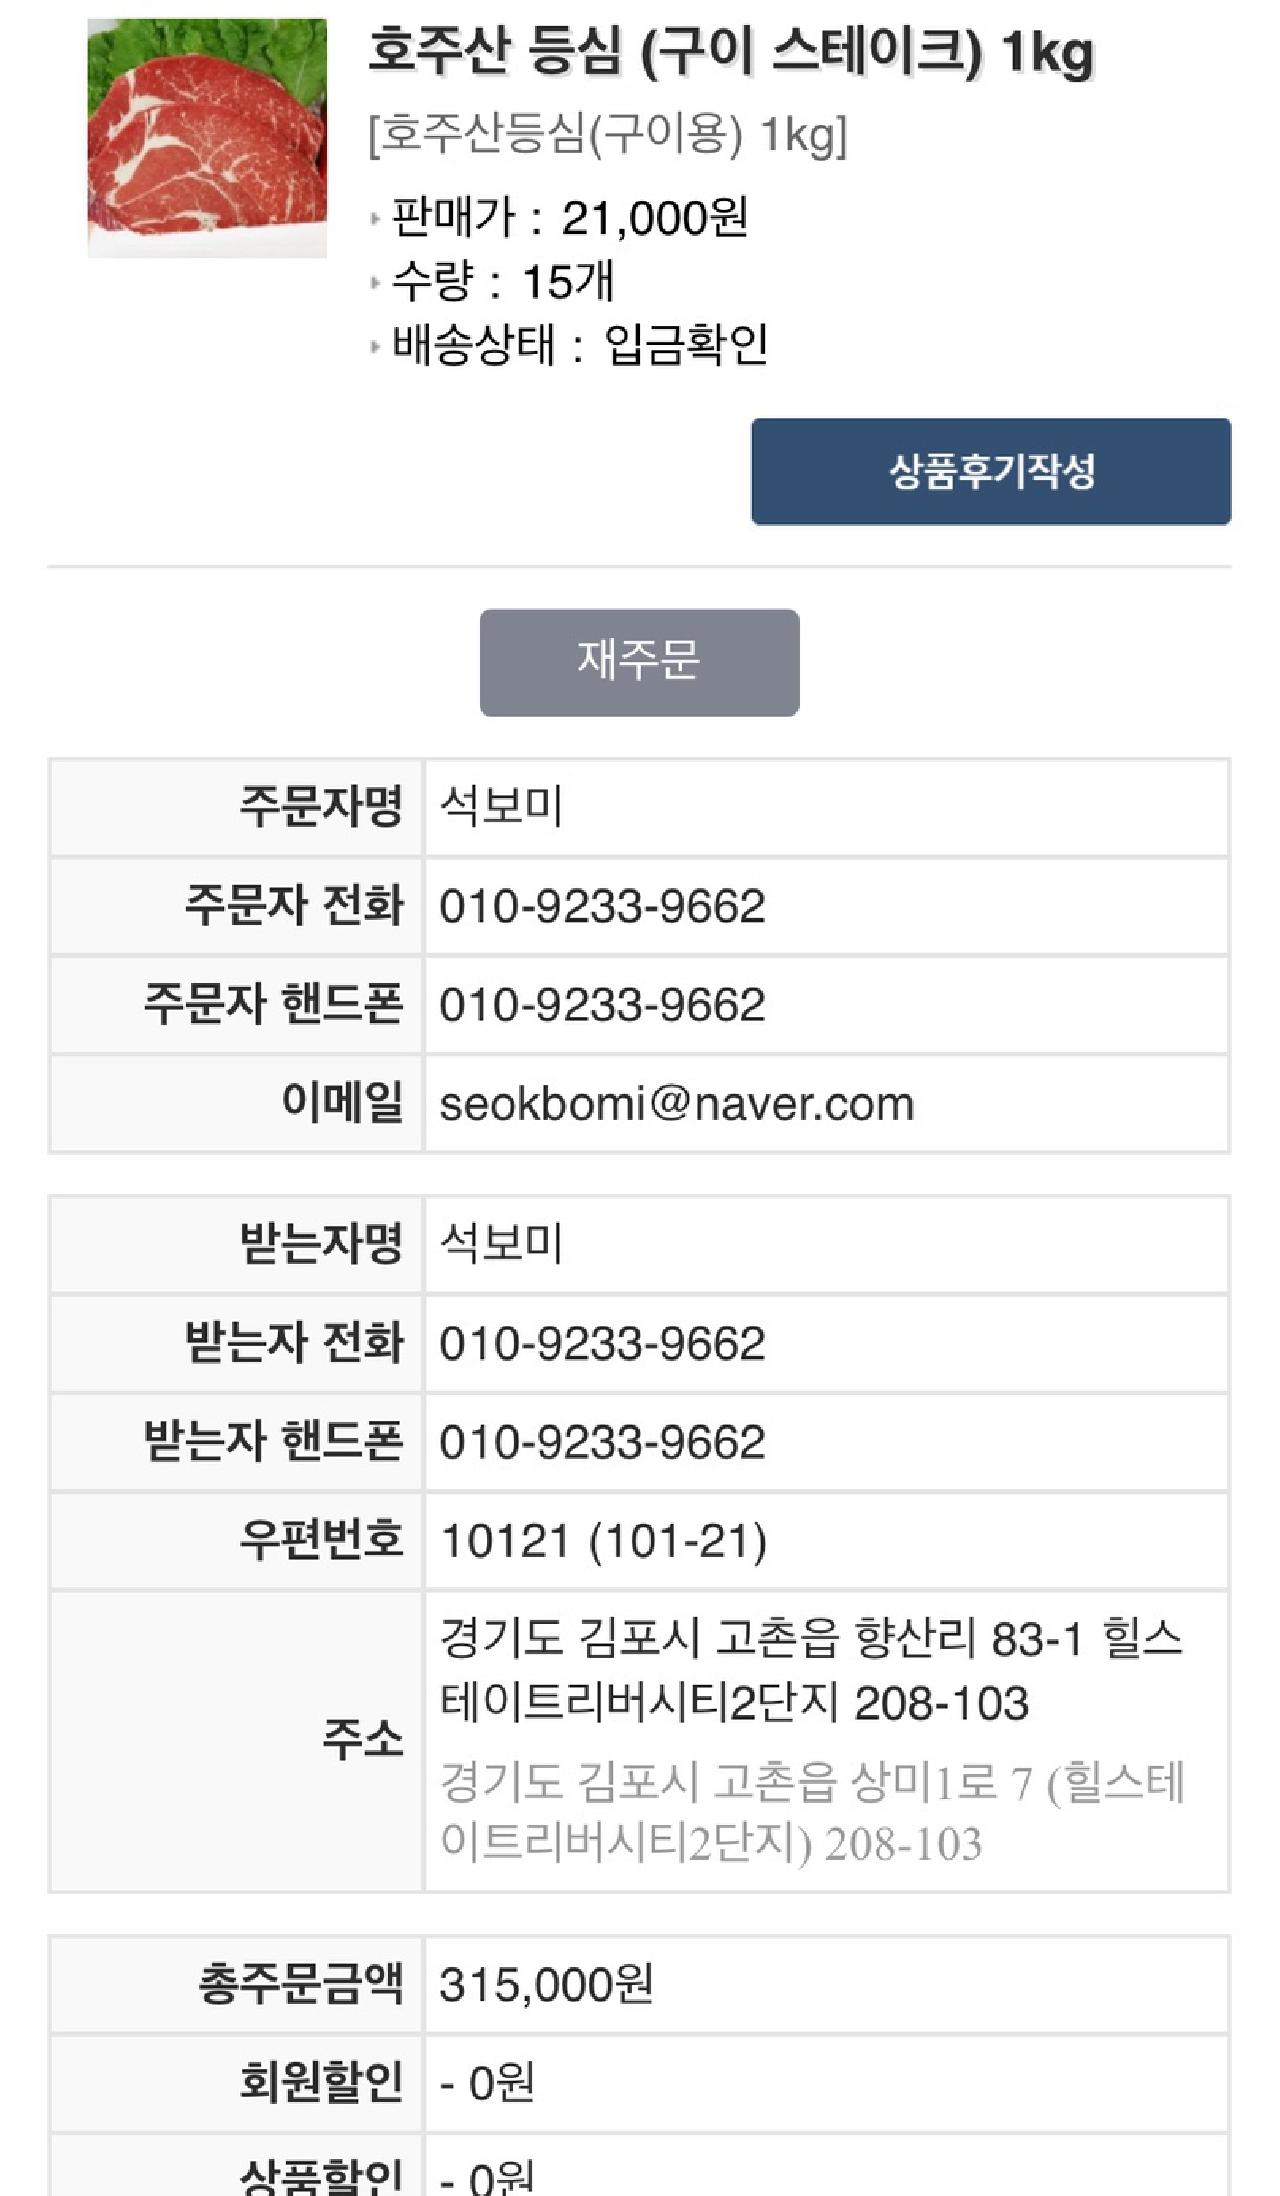 호주산 등심 (구이 스테이크) 1kg
[호주산등심(구이용) 1kg]
판매가 : 21,000원
수량 : 15개
배송상태 : 입금확인
상품후기작성
재주문
주문자명 석보미
주문자 전화 010-9233-9662
주문자 핸드폰 010-9233-9662
이메일 seokbomi@naver.com
받는자명 석보미
받는자 전화 010-9233-9662
받는자 핸드폰 010-9233-9662
우편번호 10121 (101-21)
주소 경기도 김포시 고촌읍 향산리 83-1 힐스
테이트리버시티2단지 208-103
경기도 김포시 고촌읍 상미1로 7 (힐스테
이트리버시티2단지) 208-103
총주문금액 315,000원
회원할인 - 0원
상품할인 - 0원